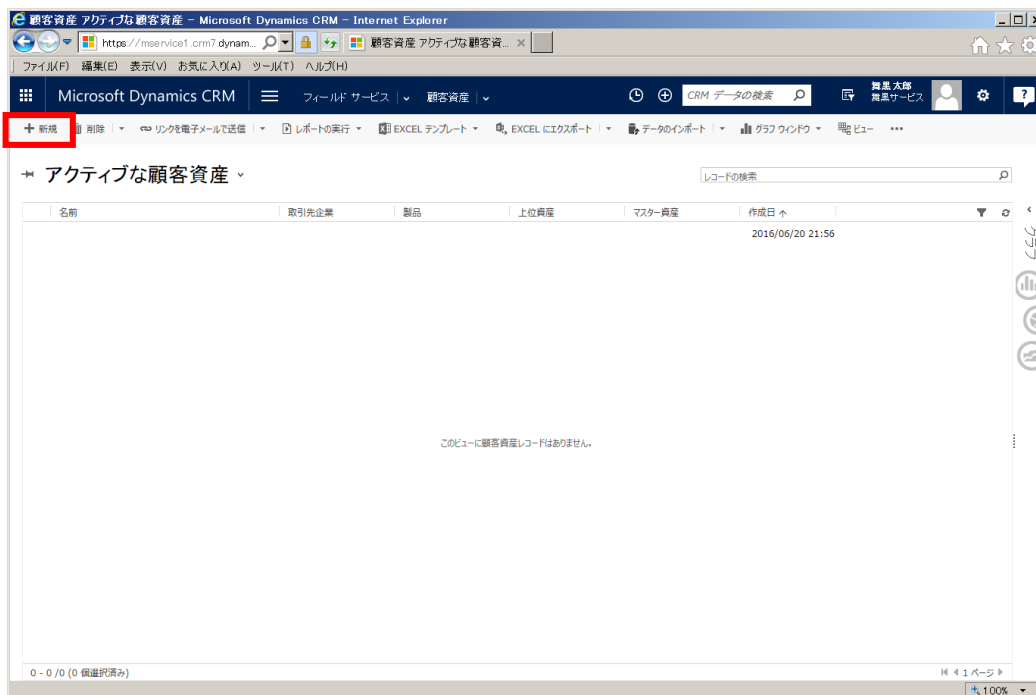 顧客資産 アクティブな顧客資産 - Microsoft Dynamics CRM - Internet Explorer
https://mservice1.crm7.dynam... 顧客資産 アクティブな顧客資...
ファイル(F) 編集(E) 表示(V) お気に入り(A) ツール(T) ヘルプ(H)
Microsoft Dynamics CRM フィールド サービス 顧客資産 CRM データの検索 舞黒 太郎
舞黒サービス
新規 削除 リンクを電子メールで送信 レポートの実行 EXCEL テンプレート EXCEL にエクスポート データのインポート グラフ ウィンドウ ビュー
アクティブな顧客資産 レコードの検索
名前 取引先企業 製品 上位資産 マスター資産 作成日
2016/06/20 21:56
グラフ
このビューに顧客資産レコードはありません。
0 - 0 /0 (0 個選択済み) 1 ページ
100%